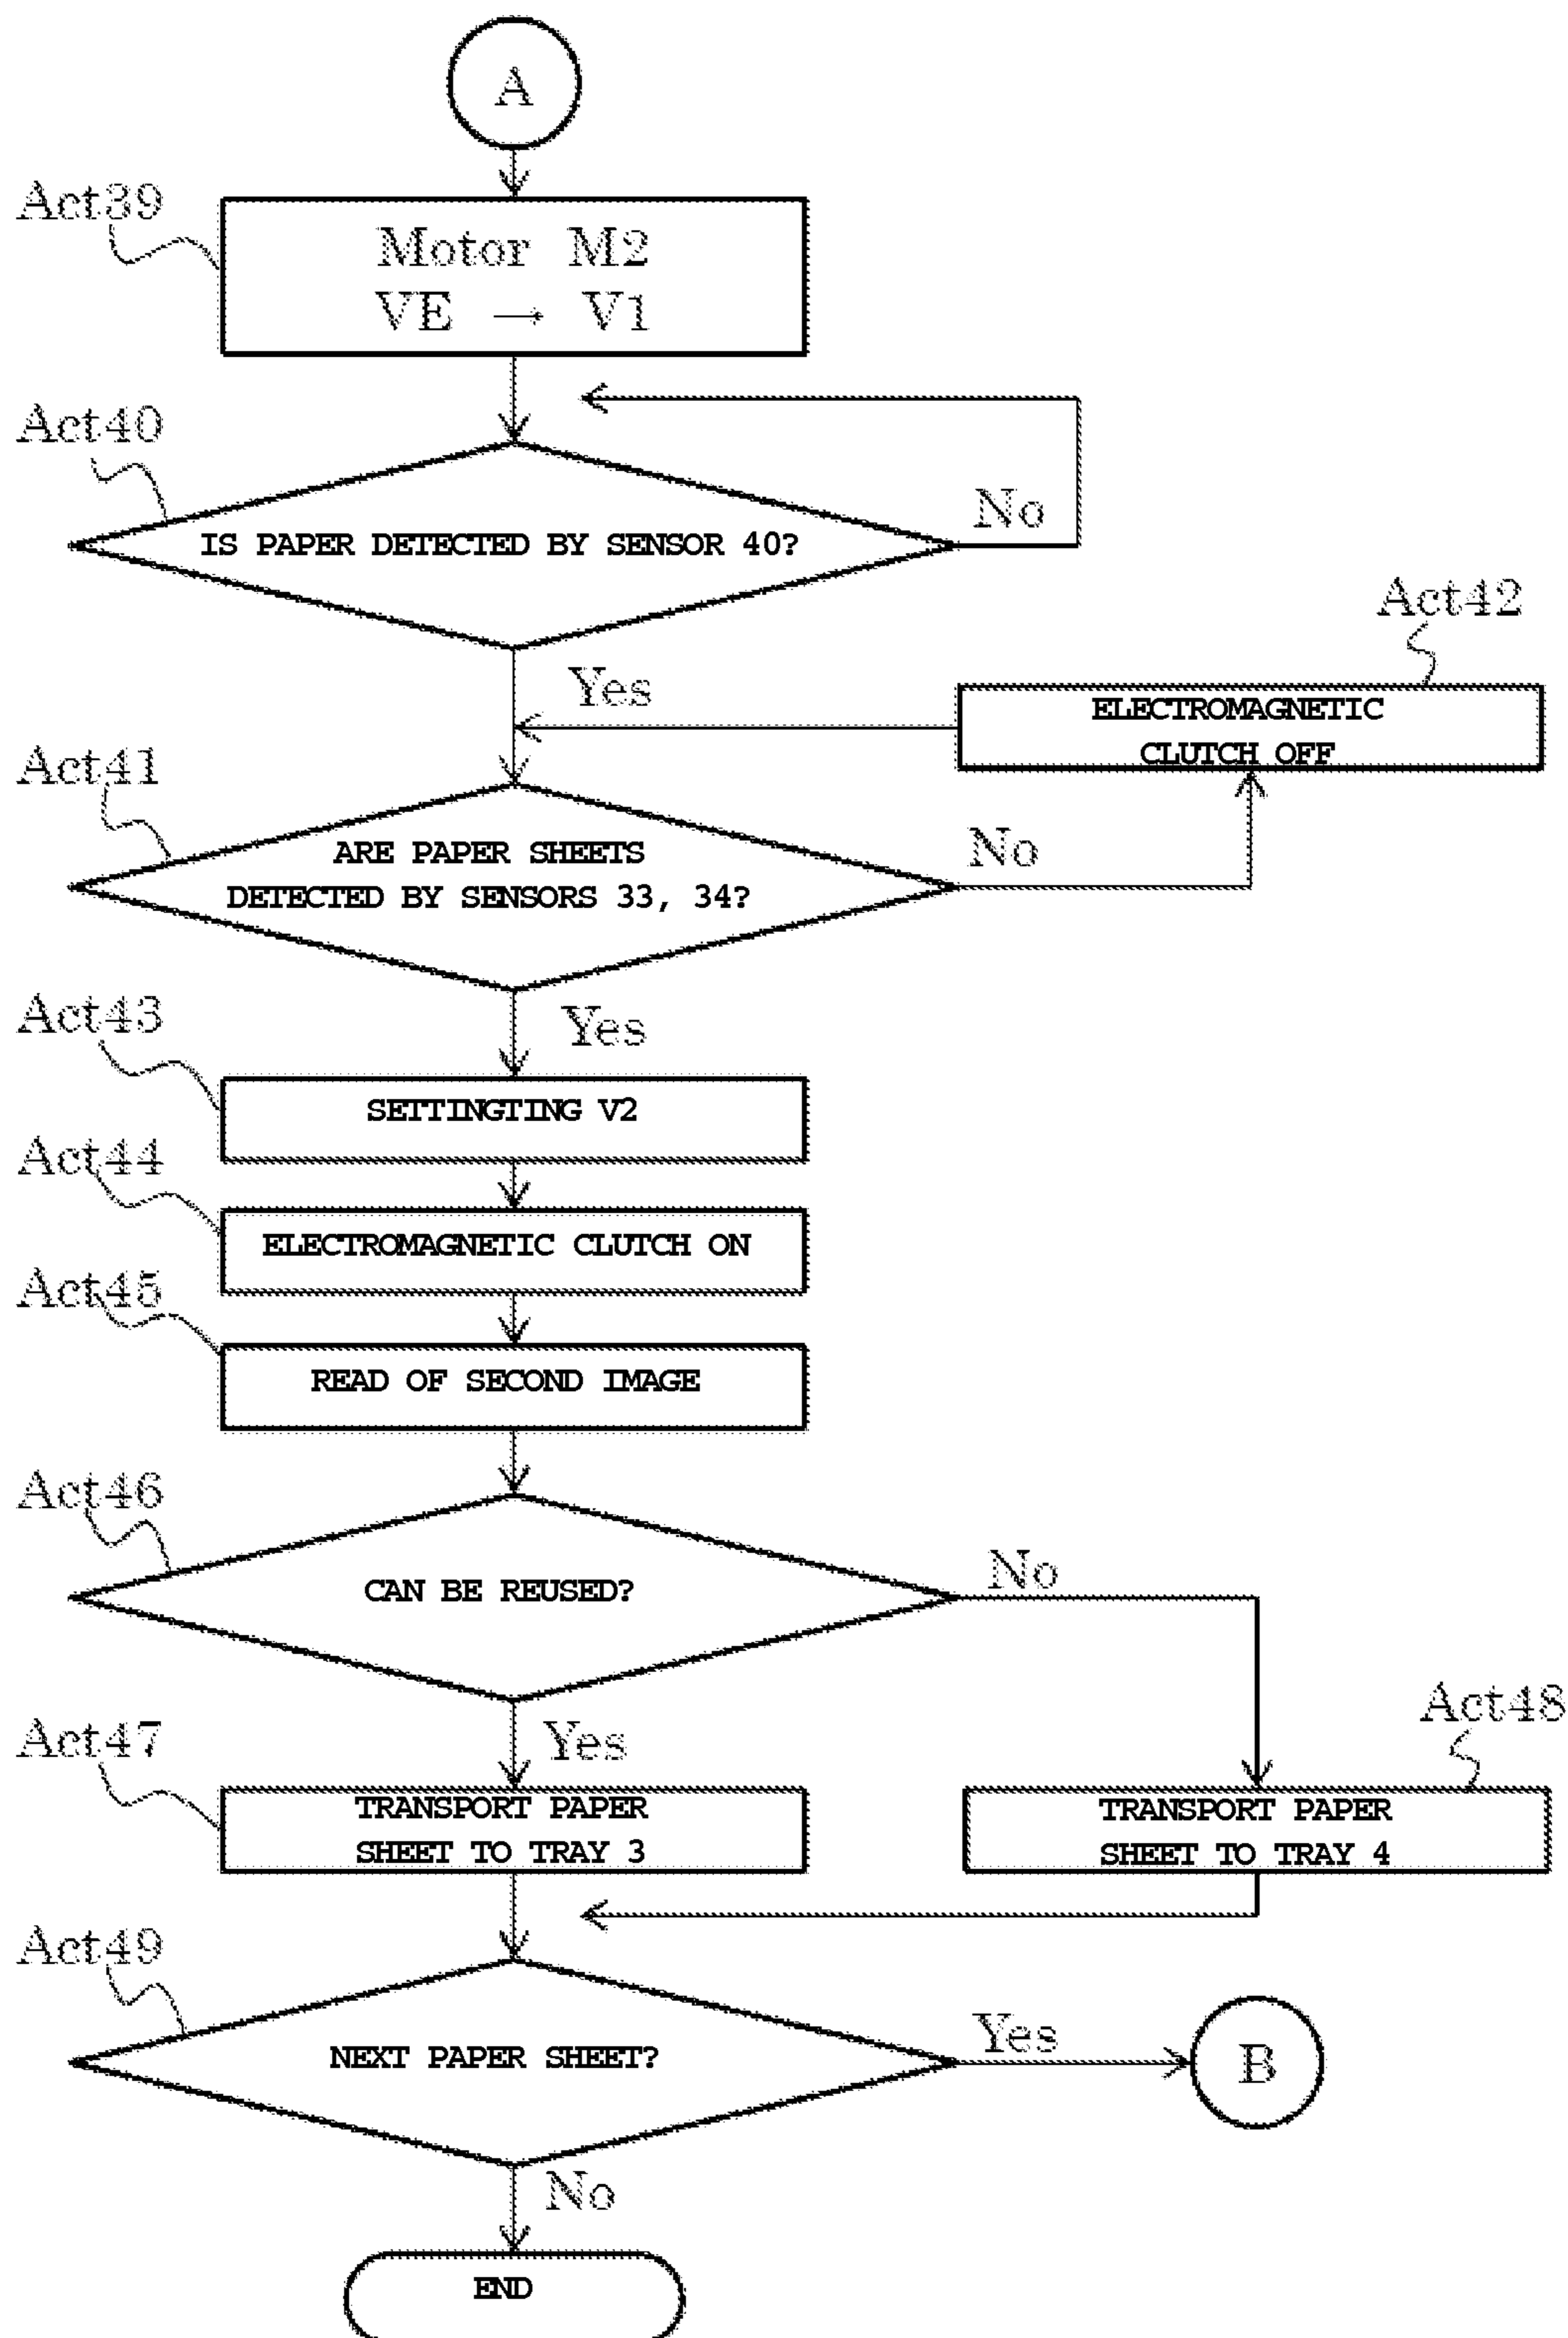 A
Act39
Motor M2
VE → V1
Act40
IS PAPER DETECTED BY SENSOR 40?
No
Act42
Yes
ELECTROMAGNETIC
CLUTCH OFF
Act41
ARE PAPER SHEETS
DETECTED BY SENSORS 33, 34?
No
Act43
Yes
SETTINGTING V2
Act44
ELECTROMAGNETIC CLUTCH ON
Act45
READ OF SECOND IMAGE
Act46
CAN BE REUSED?
No
Act47
Yes
Act48
TRANSPORT PAPER
SHEET TO TRAY 3
TRANSPORT PAPER
SHEET TO TRAY 4
Act49
NEXT PAPER SHEET?
Yes
B
No
END